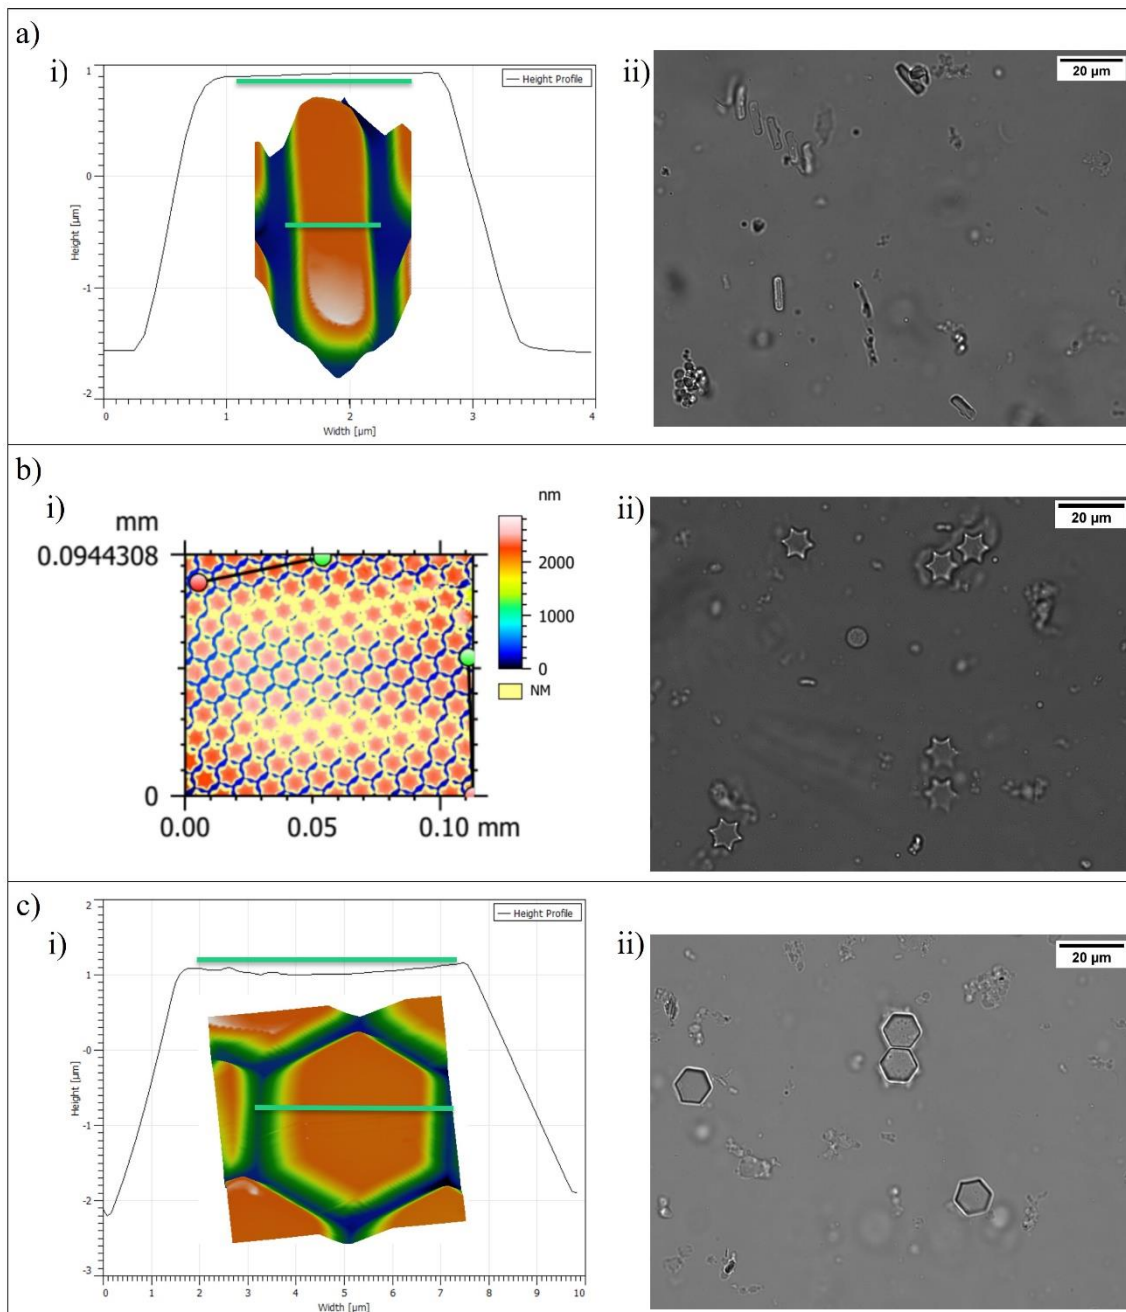 a)
i)
1
0
-1
-2
Height [µm]
0
1
2
3
4
Width [µm]
Height Profile
ii)
20 µm
b)
i)
mm
0.0944308
0
0.00
0.05
0.10 mm
nm
2000
1000
0
NM
ii)
20 µm
c)
i)
2
1
-0
-1
-2
-3
Height [µm]
0
1
2
3
4
5
6
7
8
9
10
Width [µm]
Height Profile
ii)
20 µm